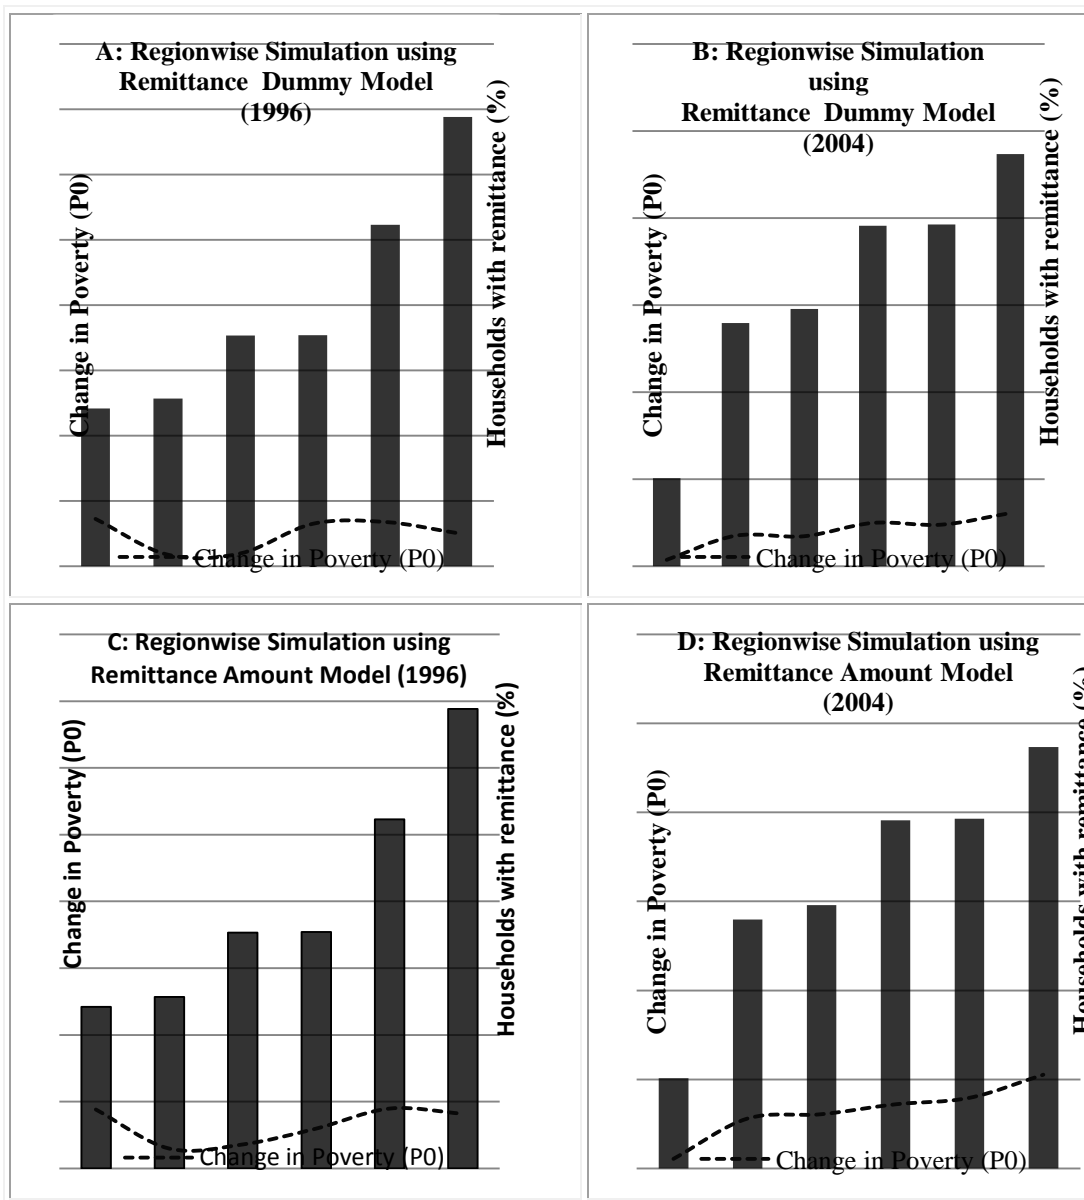 A: Regionwise Simulation using
Remittance Dummy Model
(1996)
Change in Poverty (P0)
Households with remittance (%)
Change in Poverty (P0)
B: Regionwise Simulation
using
Remittance Dummy Model
(2004)
Change in Poverty (P0)
Households with remittance (%)
Change in Poverty (P0)
C: Regionwise Simulation using
Remittance Amount Model (1996)
Change in Poverty (P0)
Households with remittance (%)
Change in Poverty (P0)
D: Regionwise Simulation using
Remittance Amount Model
(2004)
Change in Poverty (P0)
Households with remittance (%)
Change in Poverty (P0)